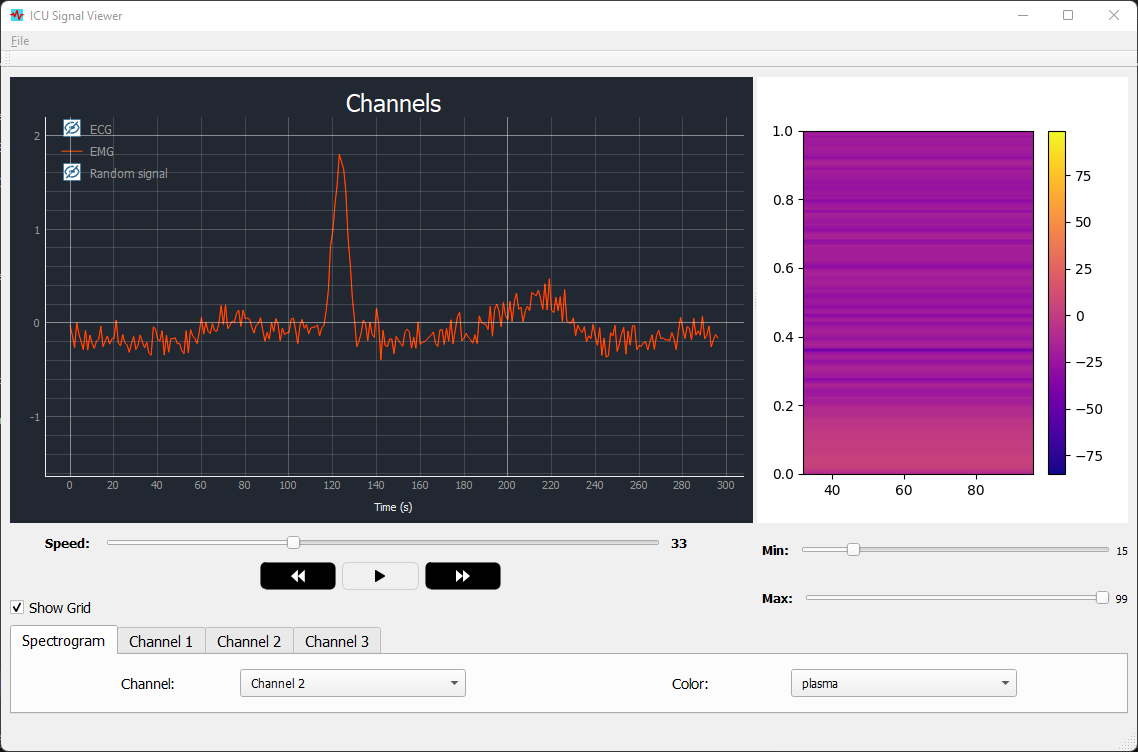 ICU Signal Viewer
File
Channels
ECG
EMG
Random signal
2
1
0
-1
0 20 40 60 80 100 120 140 160 180 200 220 240 260 280 300
Time (s)
1.0
0.8
0.6
0.4
0.2
0.0
40 60 80
75
50
25
0
−25
−50
−75
Speed: 33
Min: 15
Max: 99
Show Grid
Spectrogram Channel 1 Channel 2 Channel 3
Channel: Channel 2 Color: plasma